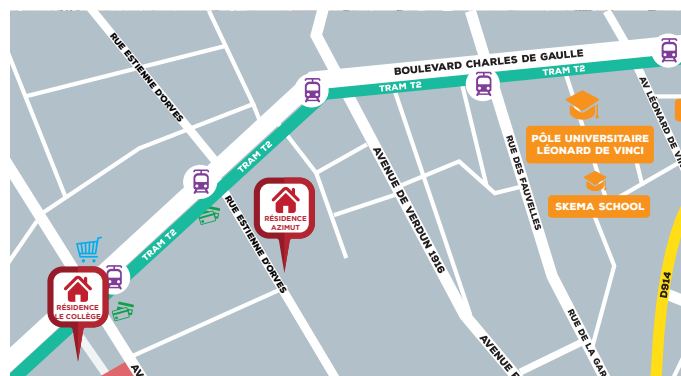 RUE ESTIENNE D'ORVES
BOULEVARD CHARLES DE GAULLE
TRAM T2
TRAM T2
AV LÉONARD DE
PÔLE UNIVERSITAIRE
LÉONARD DE VINCI
SKEMA SCHOOL
RUE DES FAUVELLES
AVENUE DE VERDUN 1916
TRAM T2
RÉSIDENCE
AZIMUT
RUE ESTIENNE D'ORVES
TRAM T2
RÉSIDENCE
LE COLLÈGE
D914
RUE DE LA GAR
AVENUE
AV